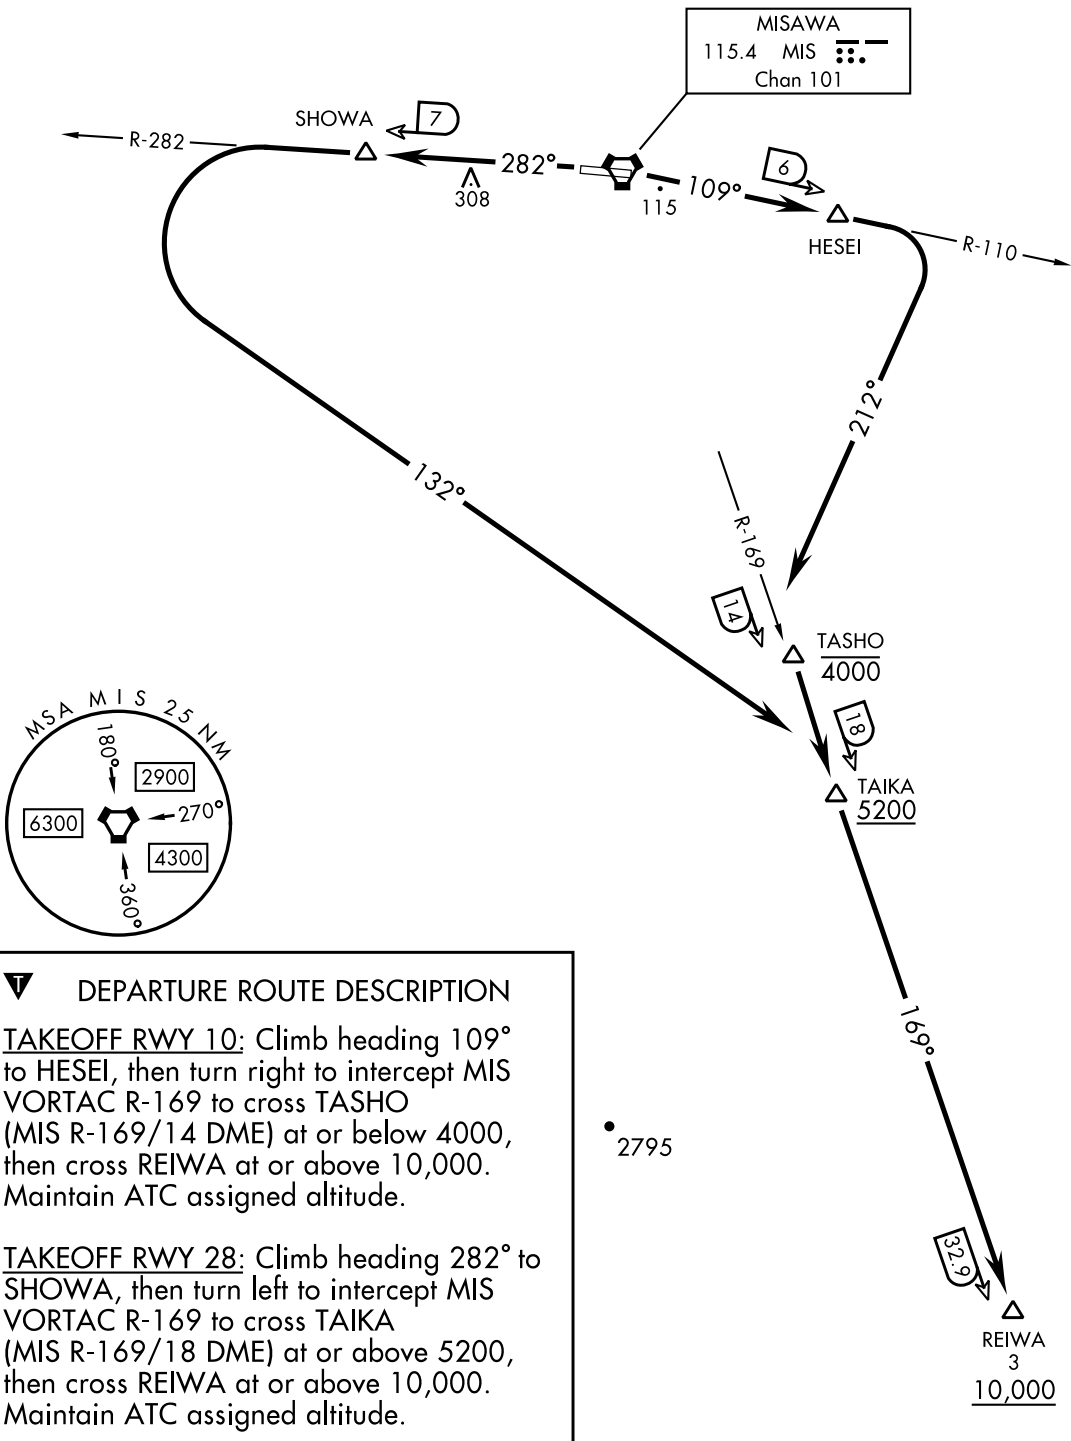 MISAWA
115.4 MIS
Chan 101
SHOWA
7
R-282
282°
308
115
109°
6
HESEI
R-110
212°
132°
R-169
14
TASHO
4000
18
TAIKA
5200
MSA MIS 25 NM
180°
2900
270°
6300
4300
360°
169°
T DEPARTURE ROUTE DESCRIPTION
TAKEOFF RWY 10: Climb heading 109°
to HESEI, then turn right to intercept MIS
VORTAC R-169 to cross TASHO
(MIS R-169/14 DME) at or below 4000,
then cross REIWA at or above 10,000.
Maintain ATC assigned altitude.
TAKEOFF RWY 28: Climb heading 282° to
SHOWA, then turn left to intercept MIS
VORTAC R-169 to cross TAIKA
(MIS R-169/18 DME) at or above 5200,
then cross REIWA at or above 10,000.
Maintain ATC assigned altitude.
2795
32.9
REIWA
3
10,000